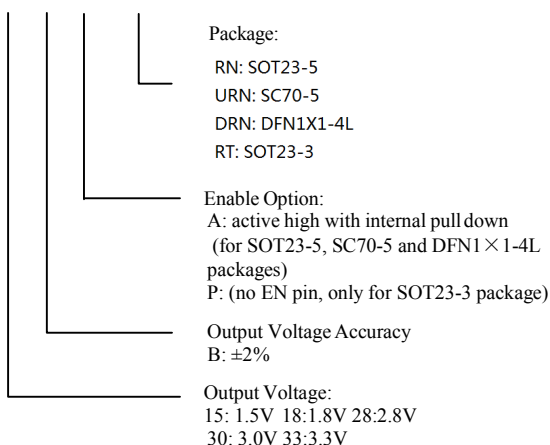 Package:
RN: SOT23-5
URN: SC70-5
DRN: DFN1X1-4L
RT: SOT23-3
Enable Option:
A: active high with internal pull down
(for SOT23-5, SC70-5 and DFN1×1-4L
packages)
P: (no EN pin, only for SOT23-3 package)
Output Voltage Accuracy
B: ±2%
Output Voltage:
15: 1.5V 18:1.8V 28:2.8V
30: 3.0V 33:3.3V